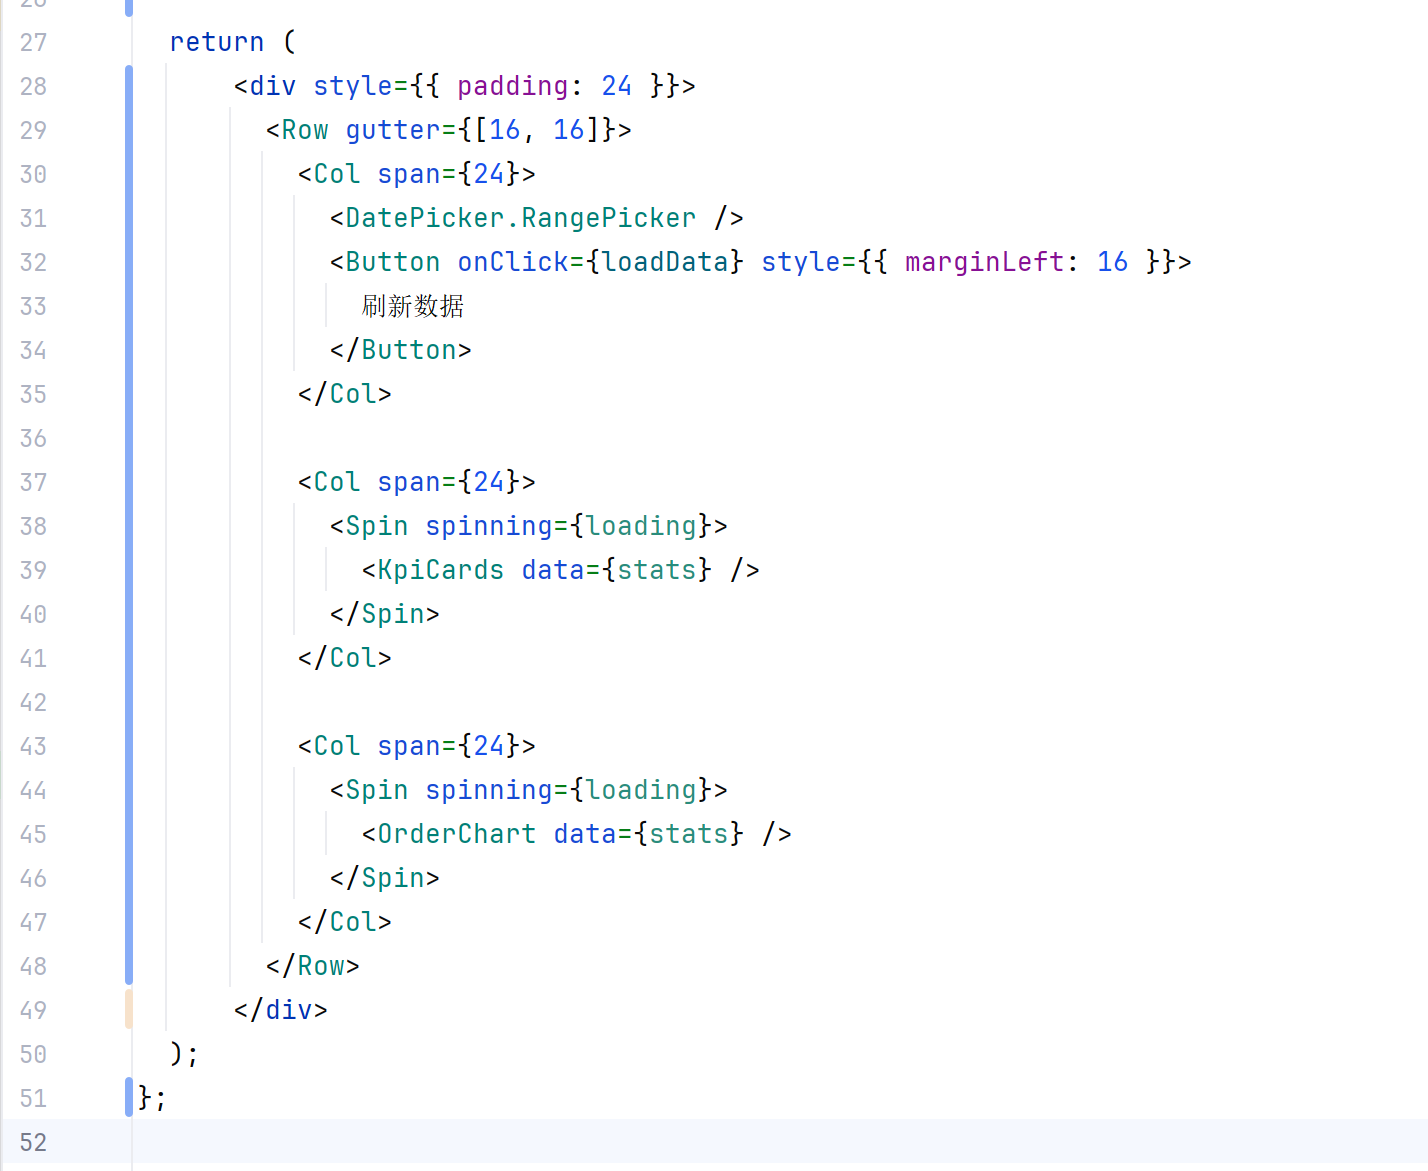 27 return (
28 <div style={{ padding: 24 }}>
29 <Row gutter={[16, 16]}>
30 <Col span={24}>
31 <DatePicker.RangePicker />
32 <Button onClick={loadData} style={{ marginLeft: 16 }}>
33 刷新数据
34 </Button>
35 </Col>
36
37 <Col span={24}>
38 <Spin spinning={loading}>
39 <KpiCards data={stats} />
40 </Spin>
41 </Col>
42
43 <Col span={24}>
44 <Spin spinning={loading}>
45 <OrderChart data={stats} />
46 </Spin>
47 </Col>
48 </Row>
49 </div>
50 );
51 };
52